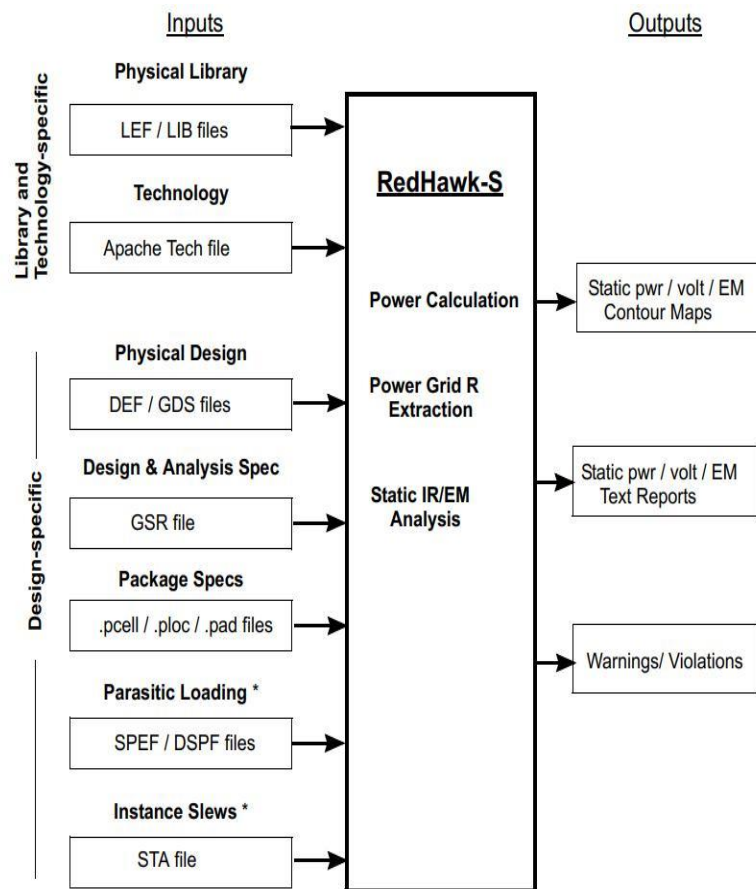 Inputs
Outputs
Library and
Technology-specific
Physical Library
LEF / LIB files
Technology
Apache Tech file
Design-specific
Physical Design
DEF / GDS files
Design & Analysis Spec
GSR file
Package Specs
.pcell / .ploc / .pad files
Parasitic Loading *
SPEF / DSPF files
Instance Slews *
STA file
RedHawk-S
Power Calculation
Power Grid R
Extraction
Static IR/EM
Analysis
Static pwr / volt / EM
Contour Maps
Static pwr / volt / EM
Text Reports
Warnings/ Violations